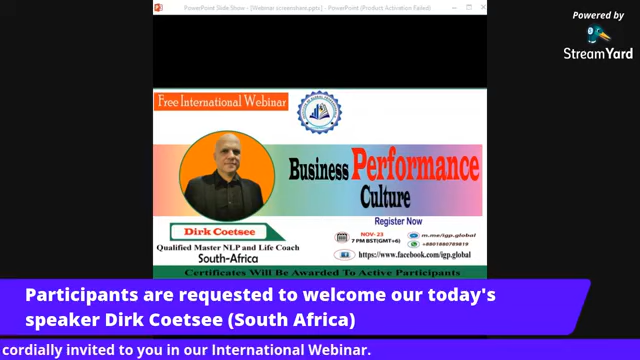 PowerPoint Slide Show - [Webinar screenshare.pptx] - PowerPoint (Product Activation Failed)
Powered by
StreamYard
Free International Webinar
Business Performance
Culture
Register Now
Dirk Coetsee
Qualified Master NLP and Life Coach
South-Africa
NOV- 23
7 PM BST(GMT+6)
m.me/igp.global
+8801880789819
https://www.facebook.com/igp.global
Certificates Will Be Awarded To Active Participants
Participants are requested to welcome our today's
speaker Dirk Coetsee (South Africa)
cordially invited to you in our International Webinar.